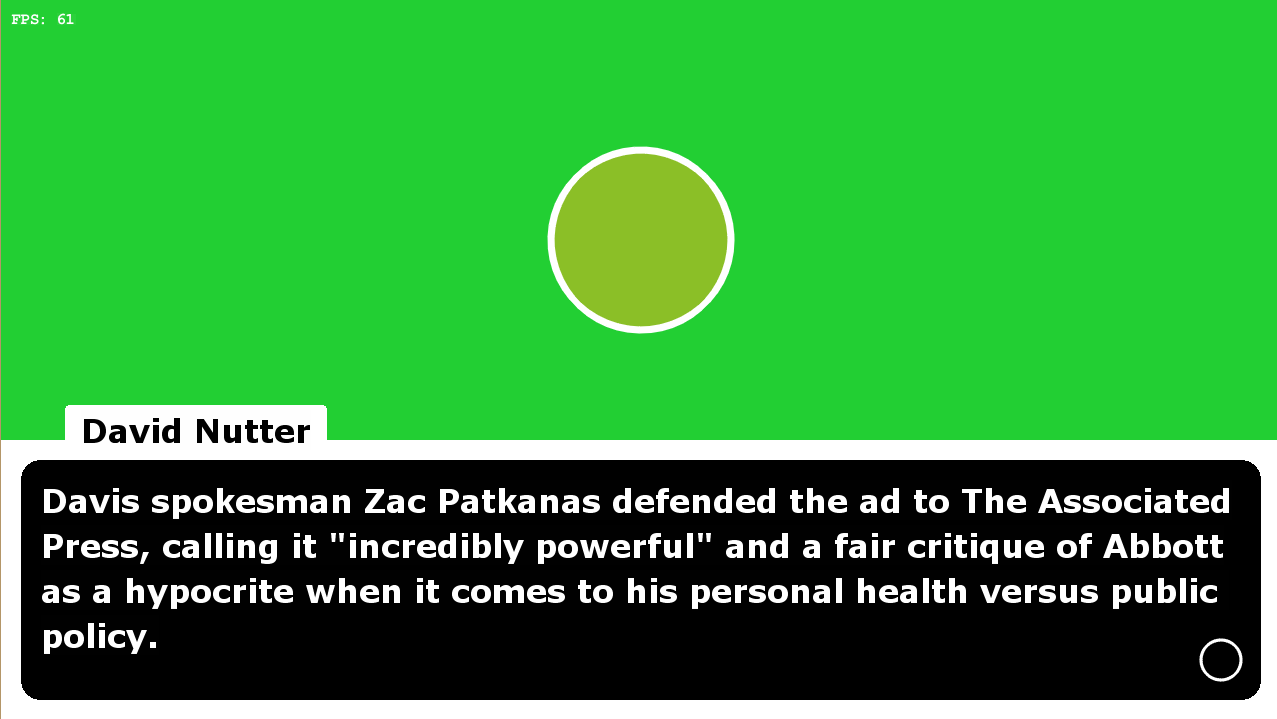 FPS: 61
David Nutter
Davis spokesman Zac Patkanas defended the ad to The Associated
Press, calling it "incredibly powerful" and a fair critique of Abbott
as a hypocrite when it comes to his personal health versus public
policy.